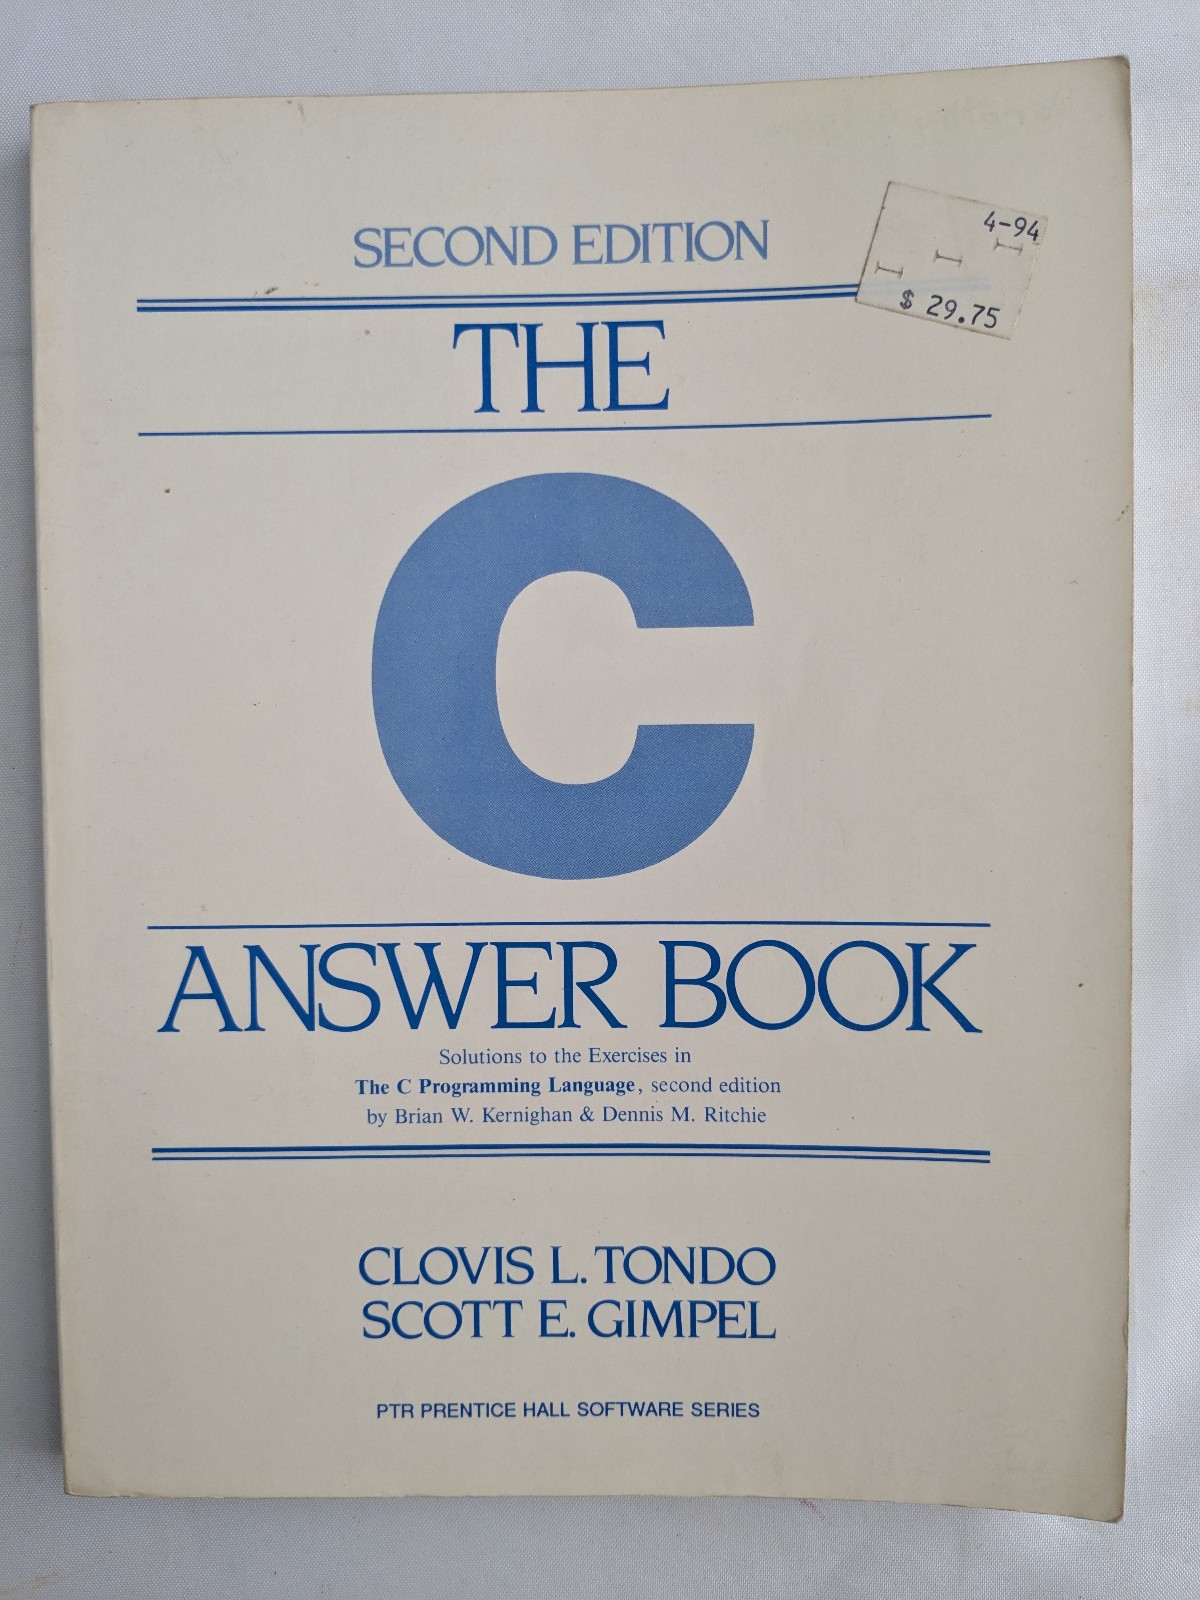 4-94
$ 29.75
SECOND EDITION
THE
C
ANSWER BOOK
Solutions to the Exercises in
The C Programming Language, second edition
by Brian W. Kernighan & Dennis M. Ritchie
CLOVIS L. TONDO
SCOTT E. GIMPEL
PTR PRENTICE HALL SOFTWARE SERIES